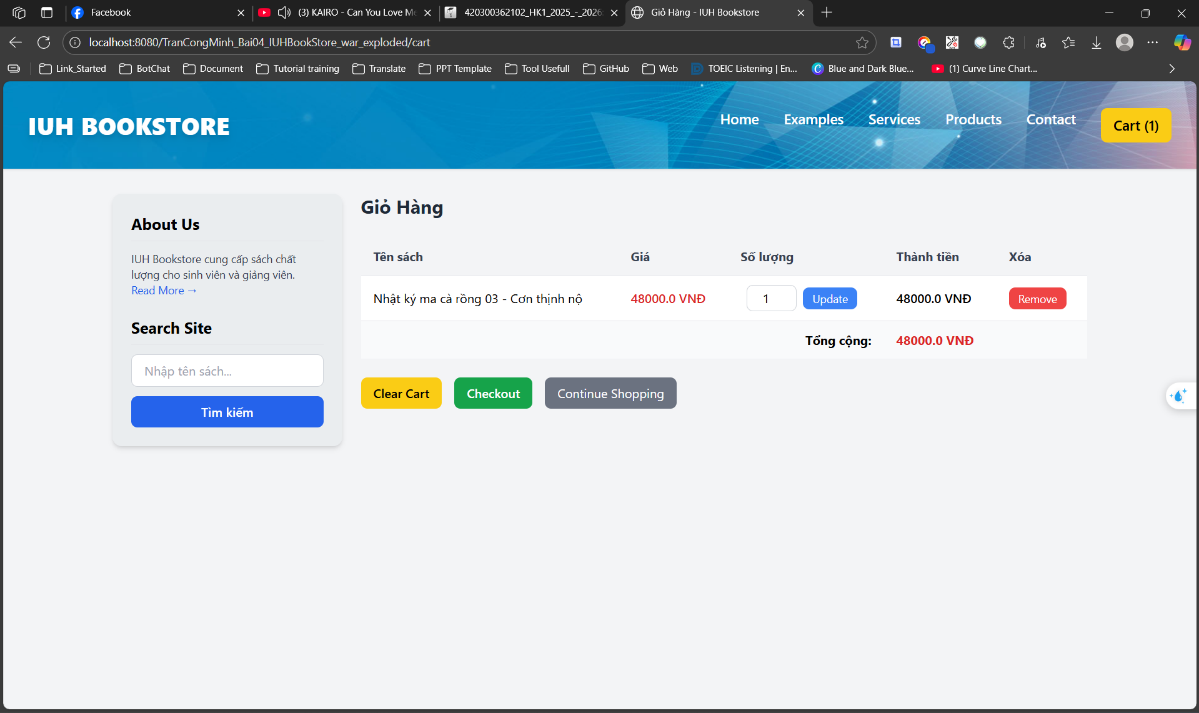 Facebook
(3) KAIRO - Can You Love M
420300362102_HK1_2025_-_2026
Giỏ Hàng - IUH Bookstore
localhost:8080/TranCongMinh_Bai04_IUHBookStore_war_exploded/cart
Link_Started
BotChat
Document
Tutorial training
Translate
PPT Template
Tool Usefull
GitHub
Web
TOEIC Listening | En...
Blue and Dark Blue...
(1) Curve Line Chart...
IUH BOOKSTORE
Home
Examples
Services
Products
Contact
Cart (1)
About Us
IUH Bookstore cung cấp sách chất
lượng cho sinh viên và giảng viên.
Read More →
Search Site
Nhập tên sách...
Tìm kiếm
Giỏ Hàng
Tên sách Giá Số lượng Thành tiền Xóa
Nhật ký ma cà rồng 03 - Cơn thịnh nộ 48000.0 VNĐ 1 Update 48000.0 VNĐ Remove
Tổng cộng: 48000.0 VNĐ
Clear Cart Checkout Continue Shopping